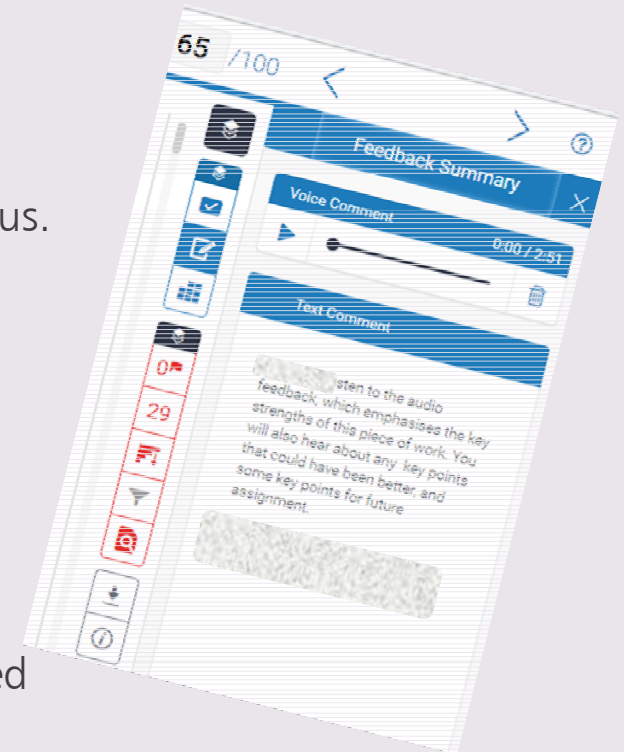 65 /100
Feedback Summary
us.
Voice Comment
0:00 / 2:51
Text Comment
to the audio
feedback, which emphasises the key
strengths of this piece of work. You
will also hear about any key points
that could have been better, and
some key points for future
assignment.
0
29
ed